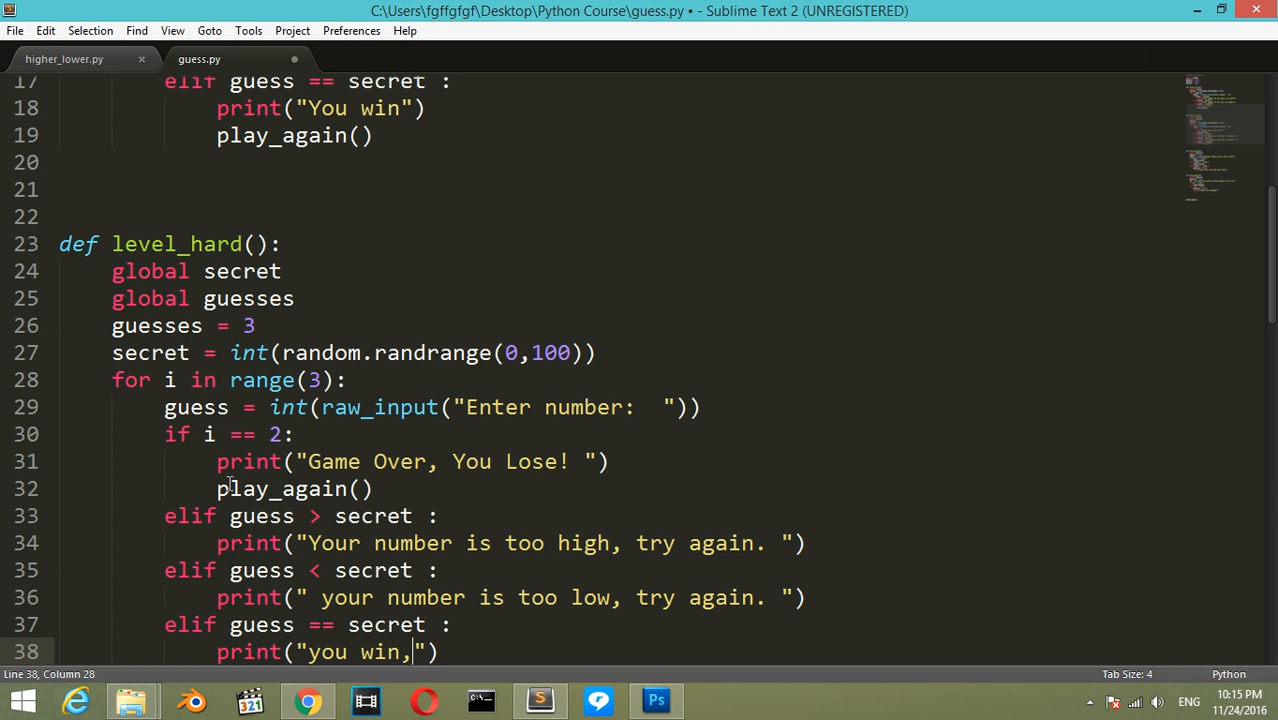 C:\Users\fgffgfgf\Desktop\Python Course\guess.py • - Sublime Text 2 (UNREGISTERED)
File Edit Selection Find View Goto Tools Project Preferences Help
higher_lower.py × guess.py
17 elif guess == secret :
18 print("You win")
19 play_again()
20
21
22
23 def level_hard():
24 global secret
25 global guesses
26 guesses = 3
27 secret = int(random.randrange(0,100))
28 for i in range(3):
29 guess = int(raw_input("Enter number:  "))
30 if i == 2:
31 print("Game Over, You Lose! ")
32 play_again()
33 elif guess > secret :
34 print("Your number is too high, try again. ")
35 elif guess < secret :
36 print(" your number is too low, try again. ")
37 elif guess == secret :
38 print("you win,")
Line 38, Column 28 Tab Size: 4 Python
321 S Ps ENG 10:15 PM
11/24/2016